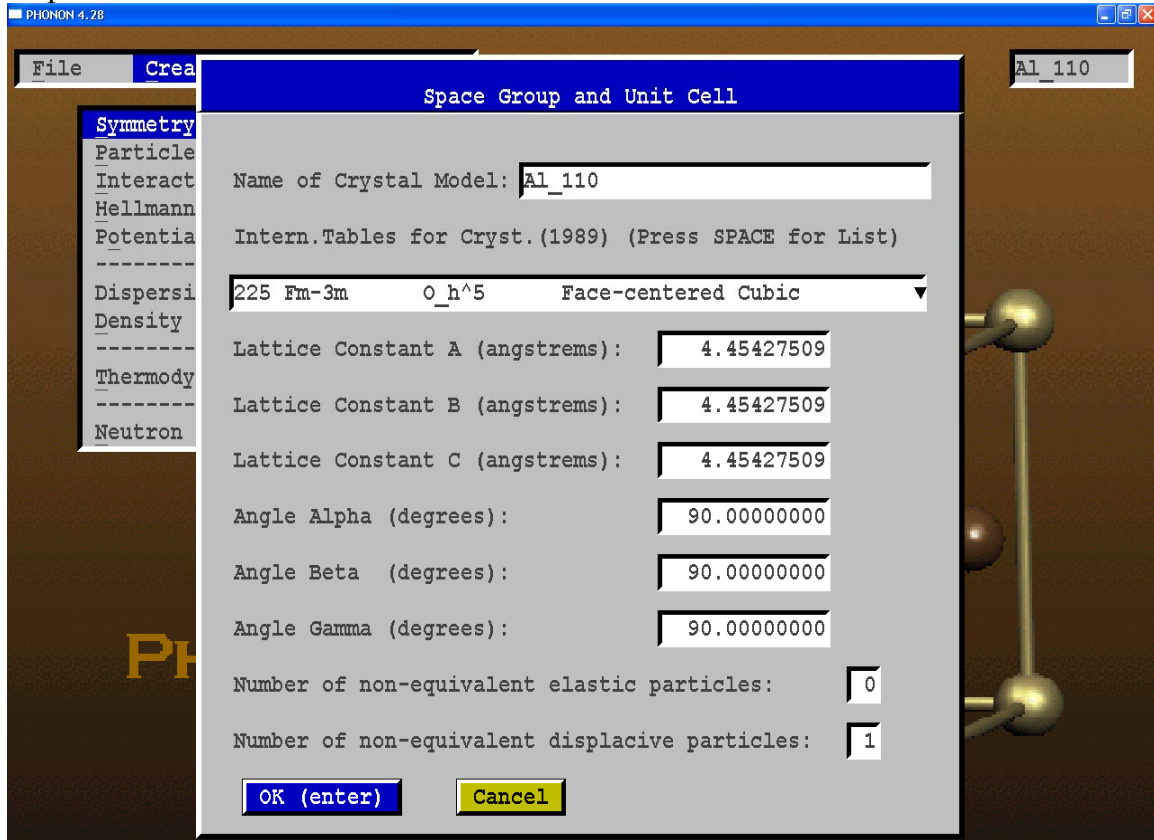 PHONON 4.28
File Crea Al_110
Space Group and Unit Cell
Symmetry
Particle
Interact
Name of Crystal Model: Al_110
Hellmann
Potentia
Intern.Tables for Cryst.(1989) (Press SPACE for List)
--------
Dispersi
225 Fm-3m O_h^5 Face-centered Cubic ▼
Density
--------
Lattice Constant A (angstrems): 4.45427509
Thermody
--------
Lattice Constant B (angstrems): 4.45427509
Neutron
Lattice Constant C (angstrems): 4.45427509
Angle Alpha (degrees): 90.00000000
Angle Beta (degrees): 90.00000000
Angle Gamma (degrees): 90.00000000
PH
Number of non-equivalent elastic particles: 0
Number of non-equivalent displacive particles: 1
OK (enter) Cancel